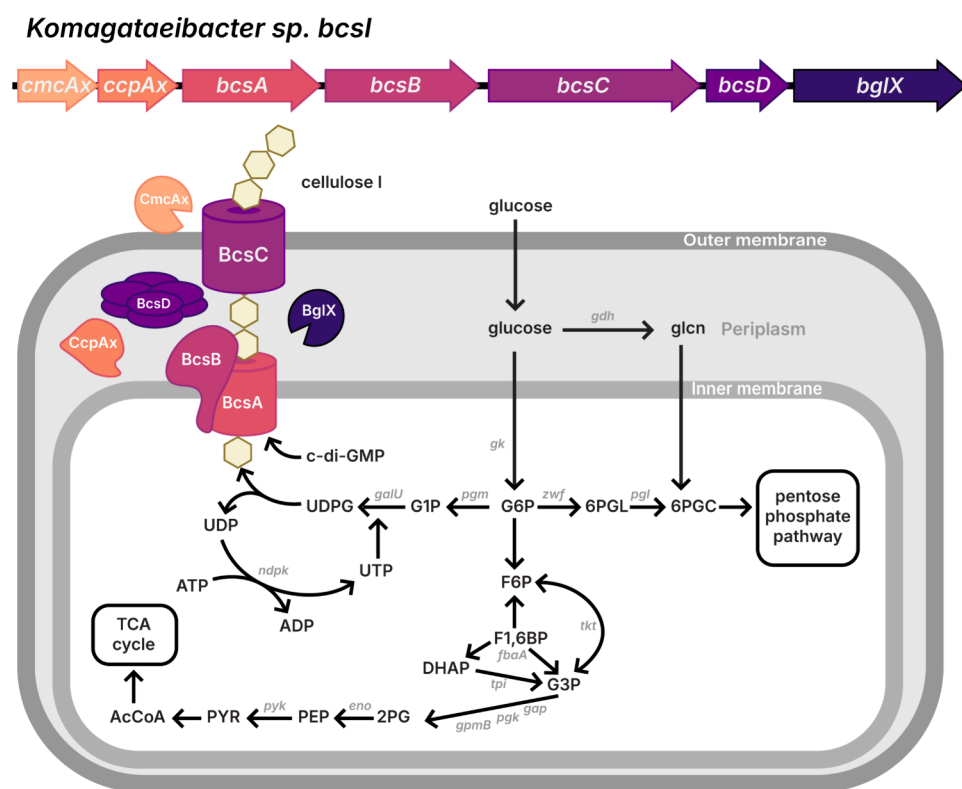 Komagataeibacter sp. bcsI
cmcAx ccpAx bcsA bcsB bcsC bcsD bglX
cellulose I
CmcAx
glucose
BcsC
Outer membrane
BcsD
BglX
glucose gdh glcn Periplasm
CcpAx
BcsB
BcsA
Inner membrane
gk
c-di-GMP
UDPG galU G1P pgm G6P zwf 6PGL pgl 6PGC
pentose
phosphate
pathway
UDP
UTP
ndpk
ATP
ADP
F6P
tkt
F1,6BP
fbaA
DHAP
tpi
G3P
TCA
cycle
AcCoA PYR pyk PEP eno 2PG gpmB pgk gap